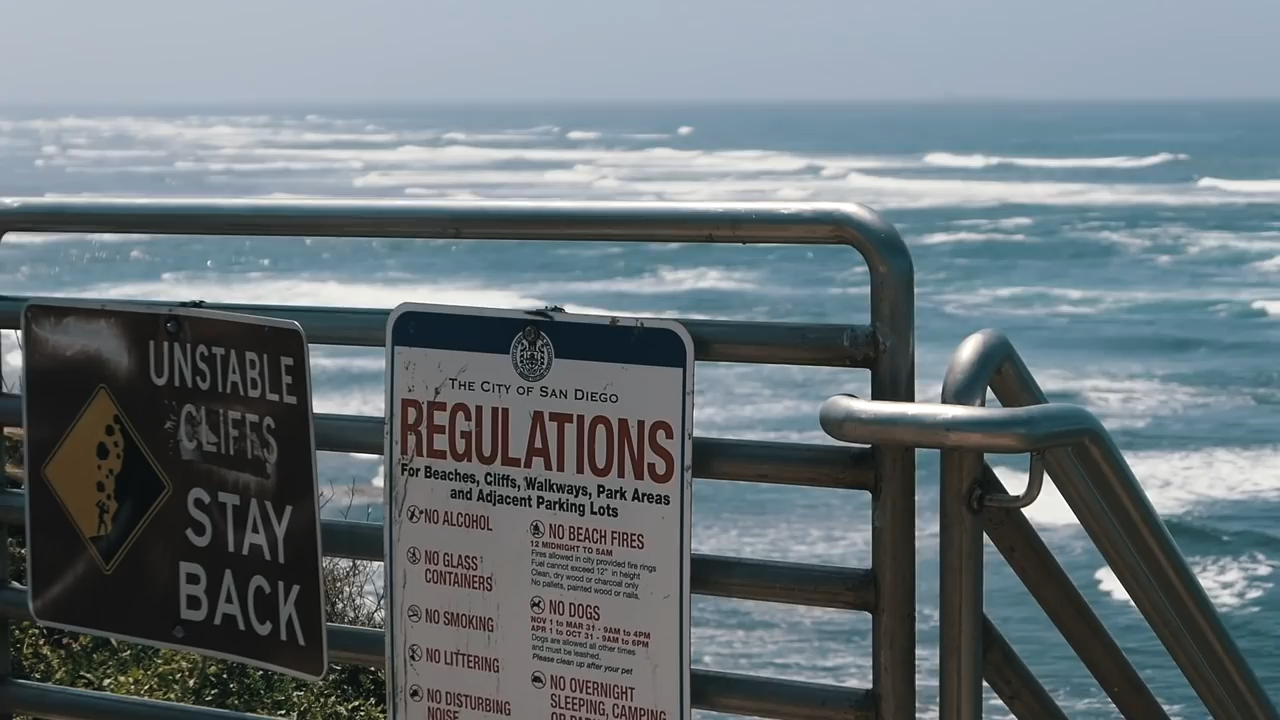 UNSTABLE
CLIFFS
STAY
BACK
THE CITY OF SAN DIEGO
REGULATIONS
For Beaches, Cliffs, Walkways, Park Areas
and Adjacent Parking Lots
NO ALCOHOL
NO GLASS
CONTAINERS
NO SMOKING
NO LITTERING
NO DISTURBING
NOISE
NO BEACH FIRES
12 MIDNIGHT TO 5AM
Fires allowed in city provided fire rings
Fuel cannot exceed 12" in height
Clean, dry wood or charcoal only
No pallets, painted wood or nails,
NO DOGS
NOV 1 to MAR 31 - 9AM to 4PM
APR 1 to OCT 31 - 9AM to 6PM
Dogs are allowed all other times
and must be leashed.
Please clean up after your pet
NO OVERNIGHT
SLEEPING, CAMPING